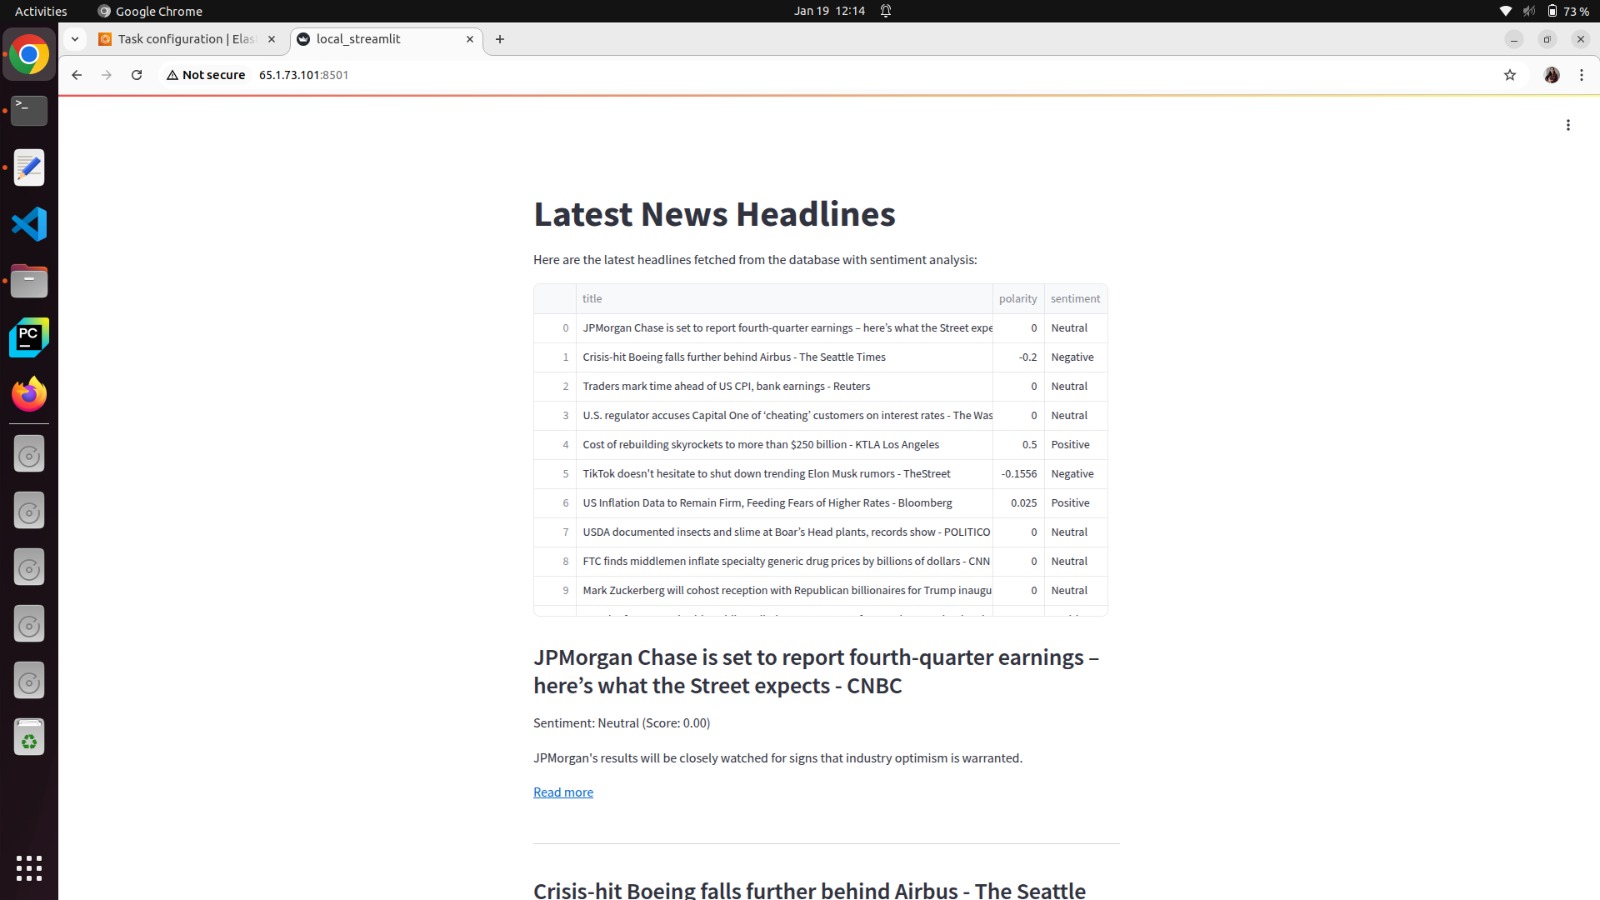 Activities
Google Chrome
Jan 19 12:14
73 %
Task configuration | Elas
local_streamlit
Not secure
65.1.73.101:8501
Latest News Headlines
Here are the latest headlines fetched from the database with sentiment analysis:
title polarity sentiment
0 JPMorgan Chase is set to report fourth-quarter earnings – here’s what the Street expe 0 Neutral
1 Crisis-hit Boeing falls further behind Airbus - The Seattle Times -0.2 Negative
2 Traders mark time ahead of US CPI, bank earnings - Reuters 0 Neutral
3 U.S. regulator accuses Capital One of ‘cheating’ customers on interest rates - The Was 0 Neutral
4 Cost of rebuilding skyrockets to more than $250 billion - KTLA Los Angeles 0.5 Positive
5 TikTok doesn't hesitate to shut down trending Elon Musk rumors - TheStreet -0.1556 Negative
6 US Inflation Data to Remain Firm, Feeding Fears of Higher Rates - Bloomberg 0.025 Positive
7 USDA documented insects and slime at Boar’s Head plants, records show - POLITICO 0 Neutral
8 FTC finds middlemen inflate specialty generic drug prices by billions of dollars - CNN 0 Neutral
9 Mark Zuckerberg will cohost reception with Republican billionaires for Trump inaugu 0 Neutral
JPMorgan Chase is set to report fourth-quarter earnings –
here’s what the Street expects - CNBC
Sentiment: Neutral (Score: 0.00)
JPMorgan's results will be closely watched for signs that industry optimism is warranted.
Read more
Crisis-hit Boeing falls further behind Airbus - The Seattle
PC